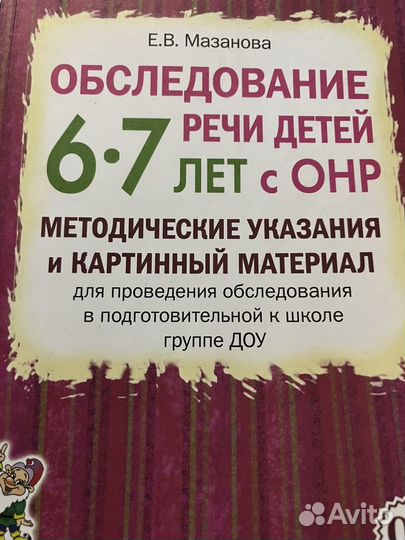 Е.В. Мазанова
ОБСЛЕДОВАНИЕ
РЕЧИ ДЕТЕЙ
6-7 ЛЕТ с ОНР
МЕТОДИЧЕСКИЕ УКАЗАНИЯ
и КАРТИННЫЙ МАТЕРИАЛ
для проведения обследования
в подготовительной к школе
группе ДОУ
Avito